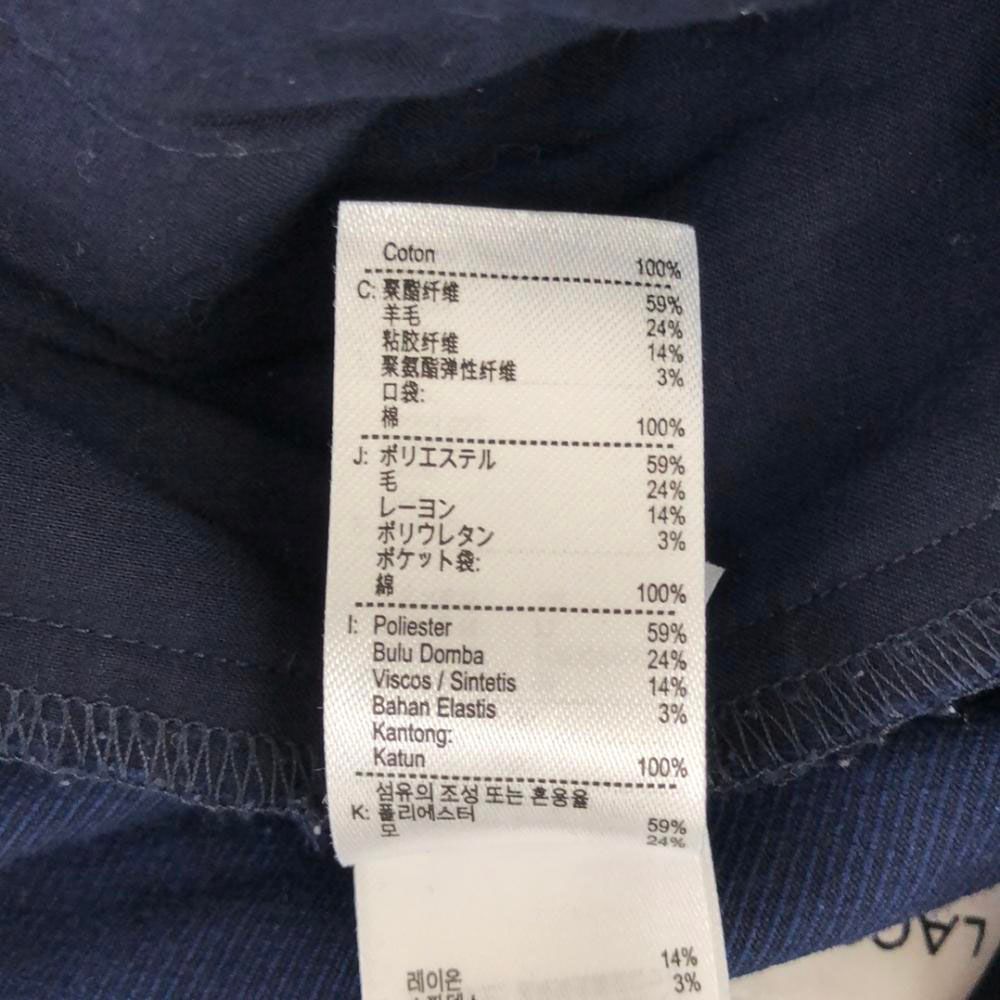 Coton 100%
C: 聚酯纤维 59%
羊毛 24%
粘胶纤维 14%
聚氨酯弹性纤维 3%
口袋:
棉 100%
J: ポリエステル 59%
毛 24%
レーヨン 14%
ポリウレタン 3%
ポケット袋:
綿 100%
I: Poliester 59%
Bulu Domba 24%
Viscos / Sintetis 14%
Bahan Elastis 3%
Kantong:
Katun 100%
섬유의 조성 또는 혼용율
K: 폴리에스터 59%
모 24%
레이온 14%
3%